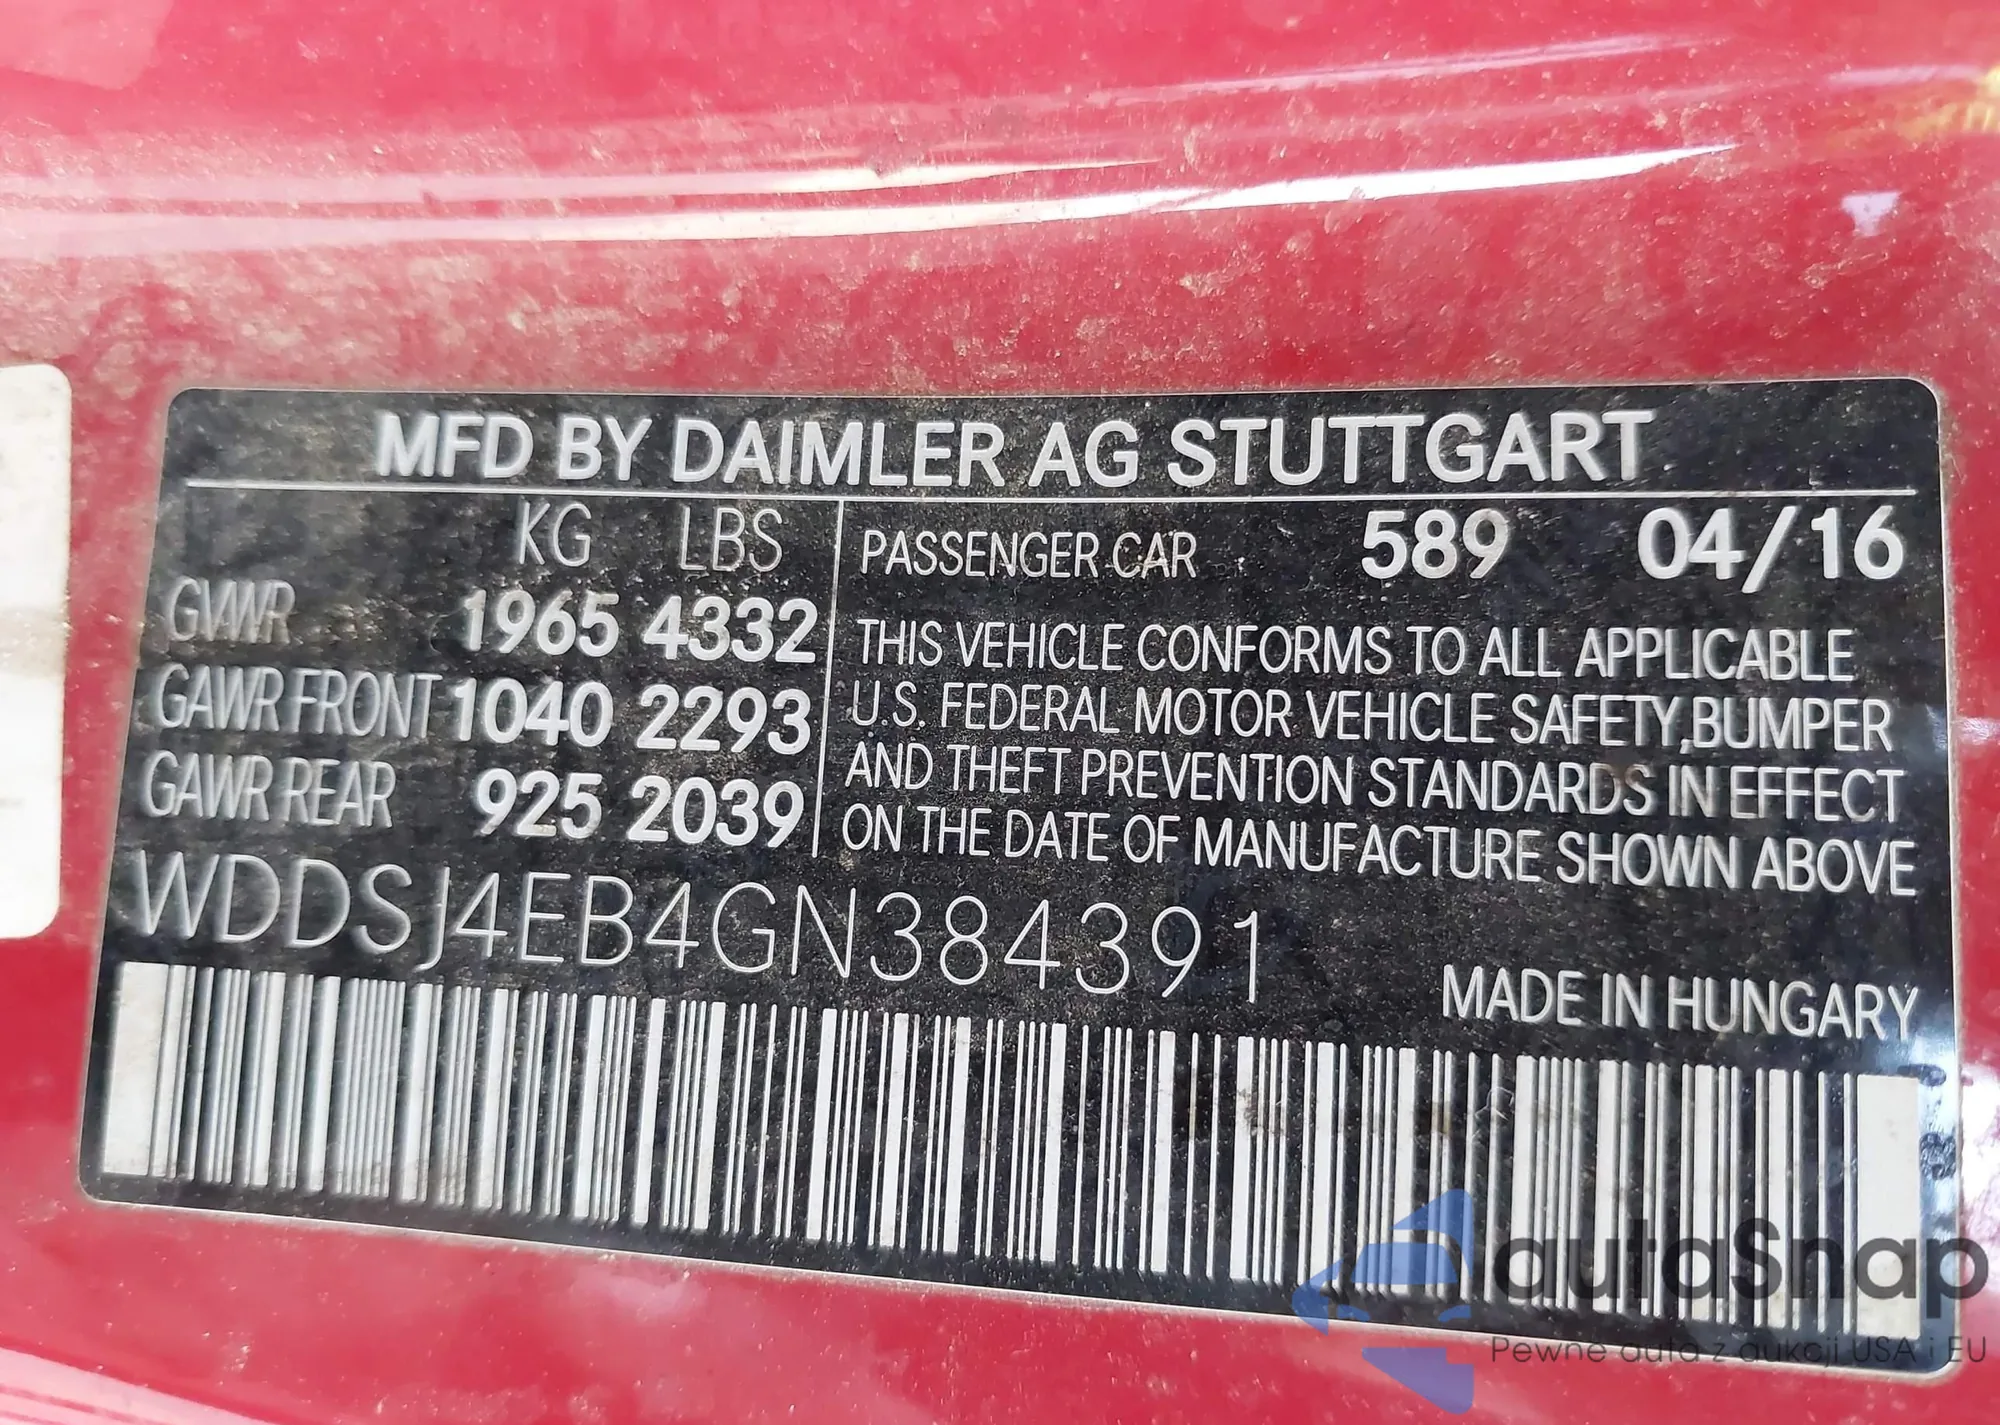 MFD BY DAIMLER AG STUTTGART
KG LBS
GVWR 1965 4332
GAWR FRONT 1040 2293
GAWR REAR 925 2039
PASSENGER CAR 589 04/16
THIS VEHICLE CONFORMS TO ALL APPLICABLE
U.S. FEDERAL MOTOR VEHICLE SAFETY,BUMPER
AND THEFT PREVENTION STANDARDS IN EFFECT
ON THE DATE OF MANUFACTURE SHOWN ABOVE
WDDSJ4EB4GN384391
MADE IN HUNGARY
autaSnap
Pewne auta z aukcji USA i EU